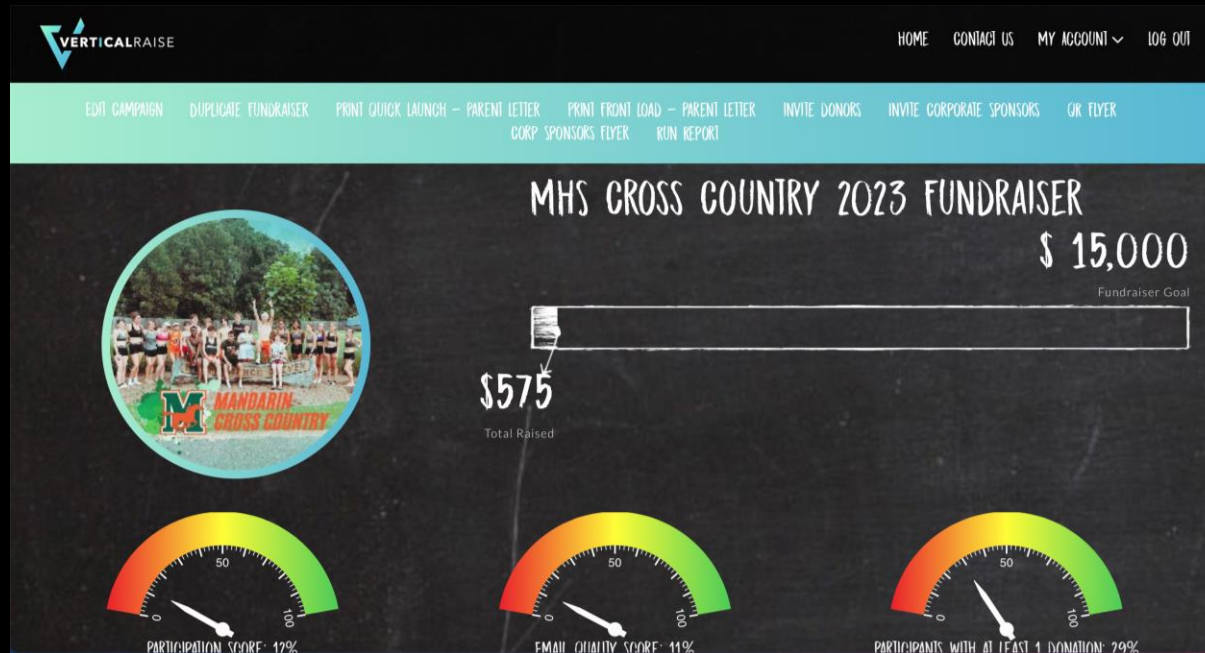 VERTICALRAISE
HOME CONTACT US MY ACCOUNT LOG OUT
EDIT CAMPAIGN DUPLICATE FUNDRAISER PRINT QUICK LAUNCH – PARENT LETTER PRINT FRONT LOAD – PARENT LETTER INVITE DONORS INVITE CORPORATE SPONSORS QR FLYER
CORP SPONSORS FLYER RUN REPORT
MHS CROSS COUNTRY 2023 FUNDRAISER
$ 15,000
Fundraiser Goal
$575
Total Raised
M MANDARIN
CROSS COUNTRY
0 50 100
PARTICIPATION SCORE: 12%
0 50 100
EMAIL QUALITY SCORE: 11%
0 50 100
PARTICIPANTS WITH AT LEAST 1 DONATION: 29%